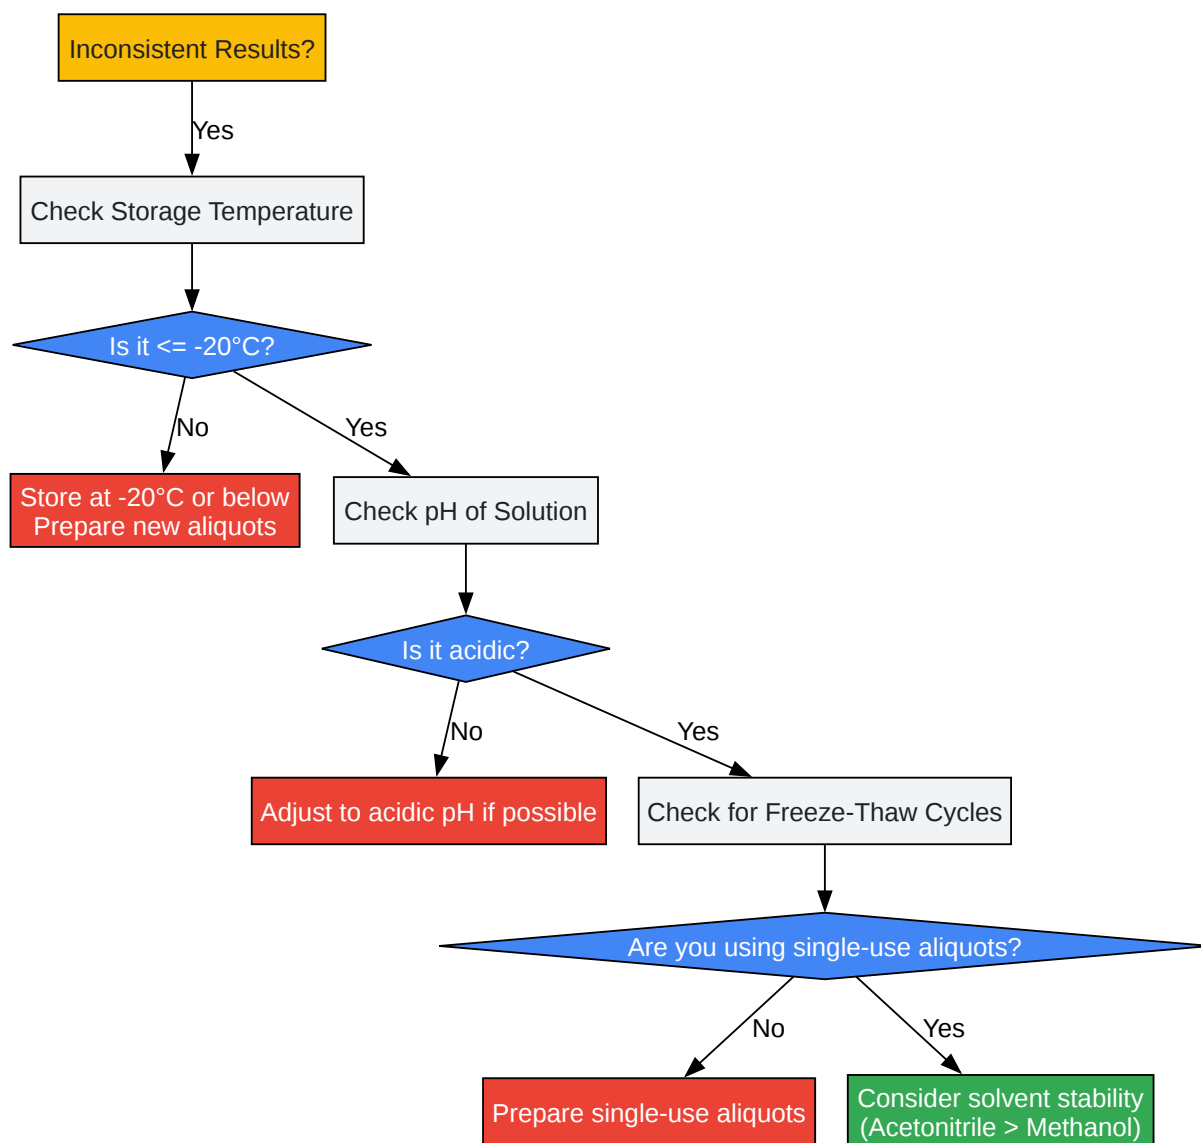 Inconsistent Results?
Yes
Check Storage Temperature
Is it <= -20°C?
No
Yes
Store at -20°C or below
Prepare new aliquots
Check pH of Solution
Is it acidic?
No
Yes
Adjust to acidic pH if possible
Check for Freeze-Thaw Cycles
Are you using single-use aliquots?
No
Yes
Prepare single-use aliquots
Consider solvent stability
(Acetonitrile > Methanol)